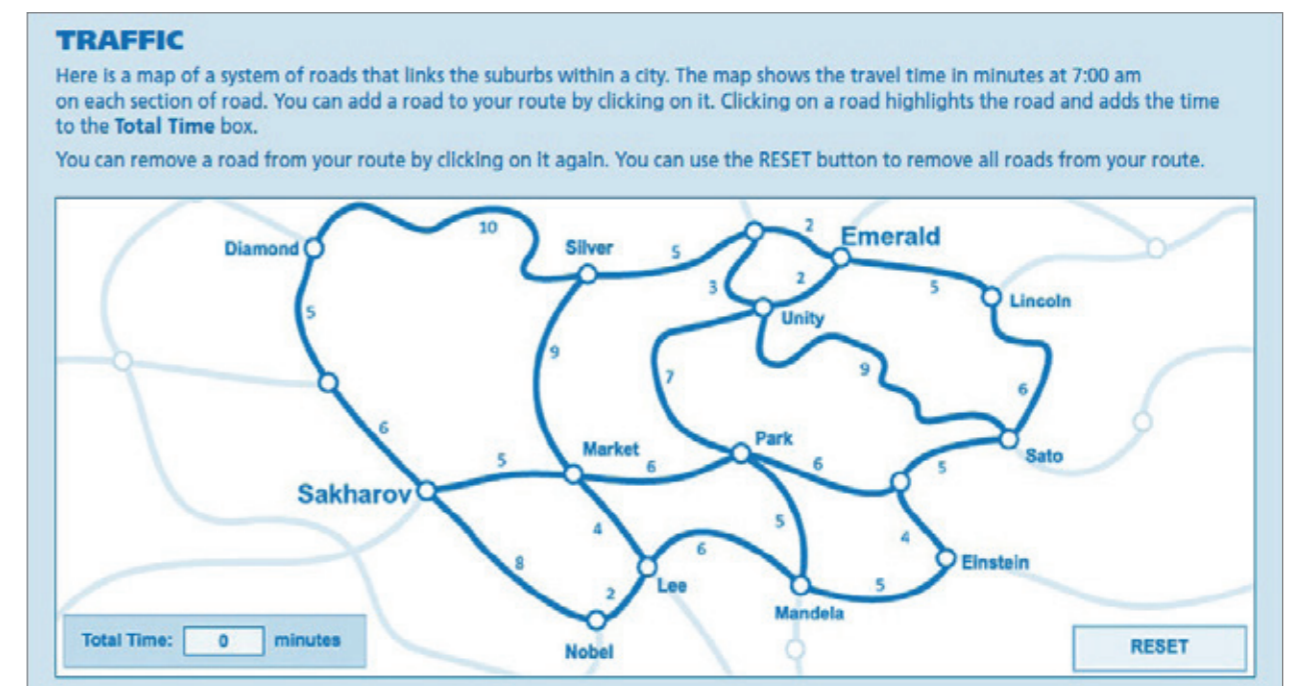 TRAFFIC
Here is a map of a system of roads that links the suburbs within a city. The map shows the travel time in minutes at 7:00 am
on each section of road. You can add a road to your route by clicking on it. Clicking on a road highlights the road and adds the time
to the Total Time box.
You can remove a road from your route by clicking on it again. You can use the RESET button to remove all roads from your route.
10
2
Diamond
Silver
5
Emerald
3
2
5
Lincoln
5
Unity
9
7
9
6
6
Market
Park
5
6
6
5
Sato
Sakharov
4
5
4
8
6
Lee
Einstein
2
5
Mandela
Total Time: 0 minutes
Nobel
RESET